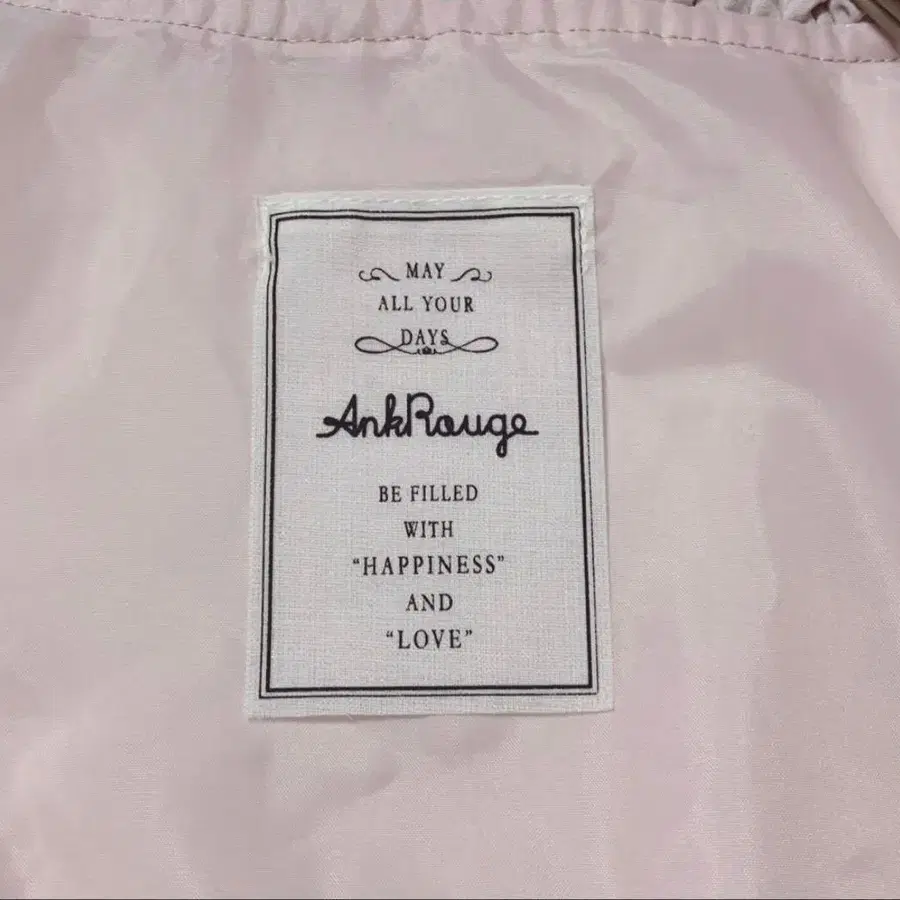 MAY
ALL YOUR
DAYS
AnkRouge
BE FILLED
WITH
“HAPPINESS”
AND
“LOVE”